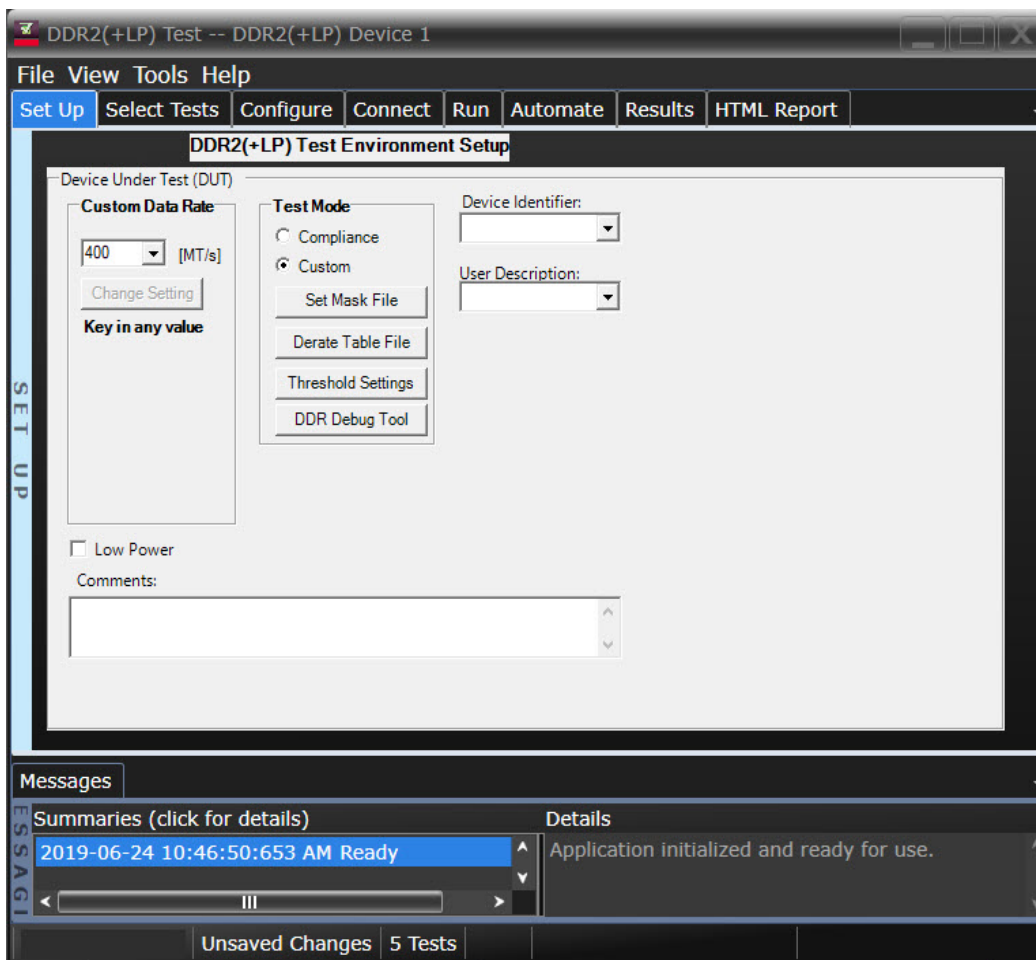 DDR2(+LP) Test -- DDR2(+LP) Device 1
File View Tools Help
Set Up Select Tests Configure Connect Run Automate Results HTML Report
DDR2(+LP) Test Environment Setup
Device Under Test (DUT)
Custom Data Rate
400 [MT/s]
Change Setting
Key in any value
Test Mode
Compliance
Custom
Set Mask File
Derate Table File
Threshold Settings
DDR Debug Tool
Device Identifier:
User Description:
SET UP
Low Power
Comments:
Messages
ESSAGI
Summaries (click for details)
2019-06-24 10:46:50:653 AM Ready
Details
Application initialized and ready for use.
Unsaved Changes 5 Tests